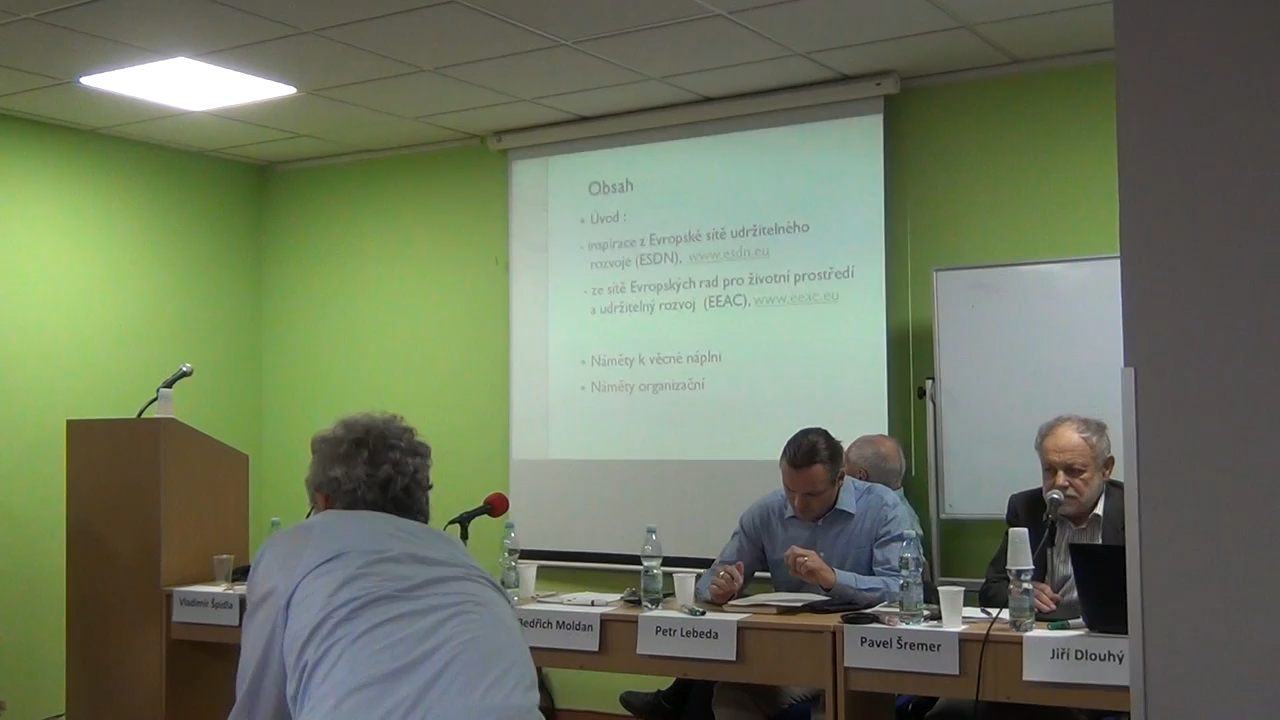 Obsah
• Úvod :
- inspirace z Evropské sítě udržitelného
rozvoje (ESDN), www.esdn.eu
- ze sítě Evropských rad pro životní prostředí
a udržitelný rozvoj (EEAC), www.eeac.eu
• Náměty k věcné náplni
• Náměty organizační
Vladimír Špidla
Bedřich Moldan
Petr Lebeda
Pavel Šremer
Jiří Dlouhý